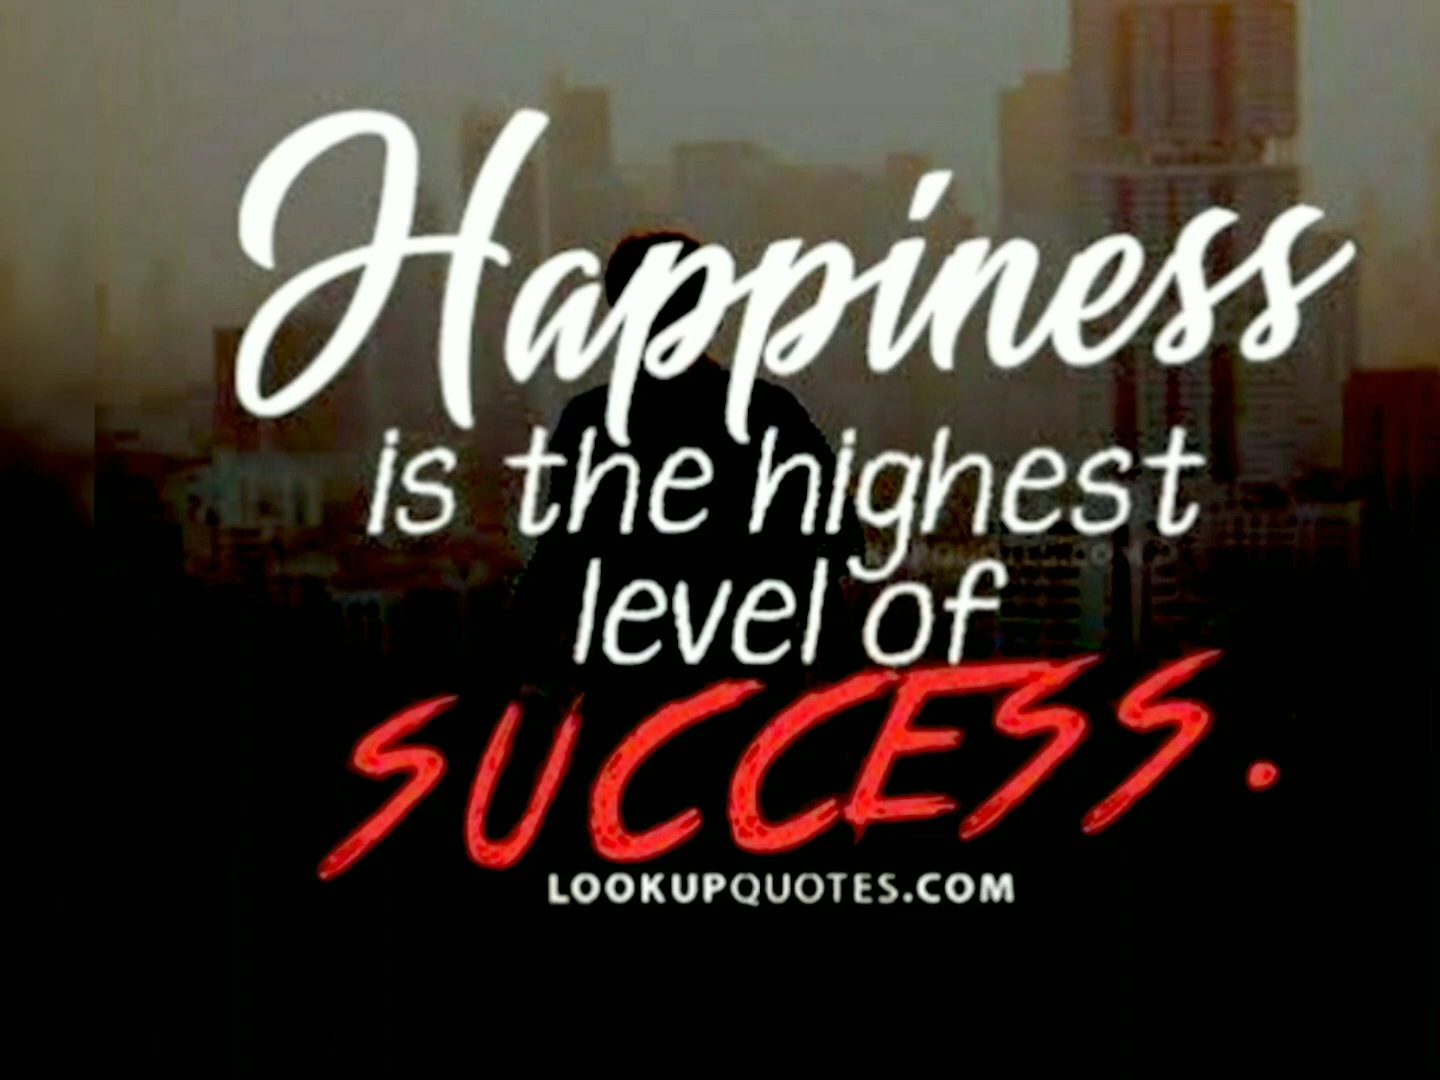 Happiness
is the highest
level of
SUCCESS.
LOOKUPQUOTES.COM